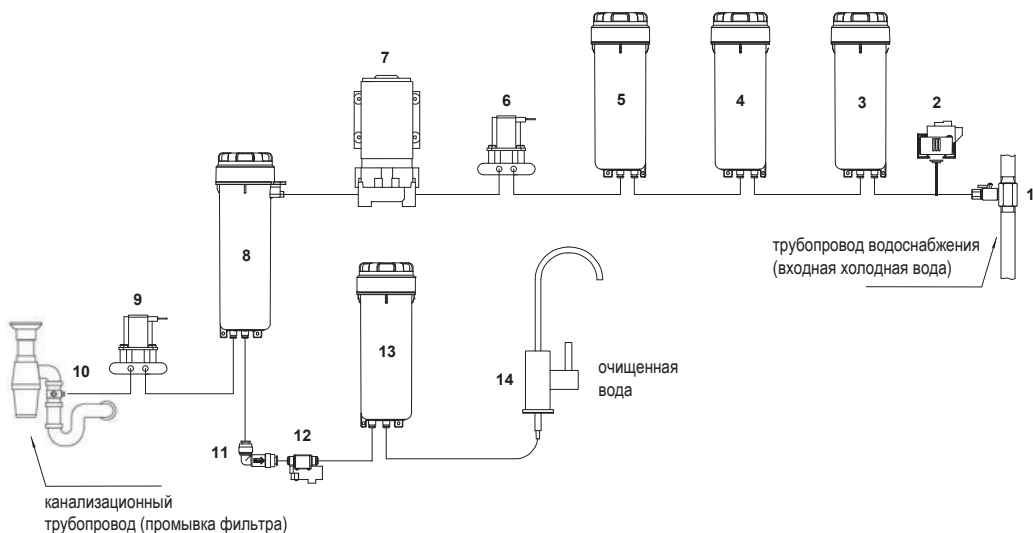 7
6
5
4
3
2
1
трубопровод водоснабжения
(входная холодная вода)
8
9
10
13
14
очищенная
вода
11
12
канализационный
трубопровод (промывка фильтра)